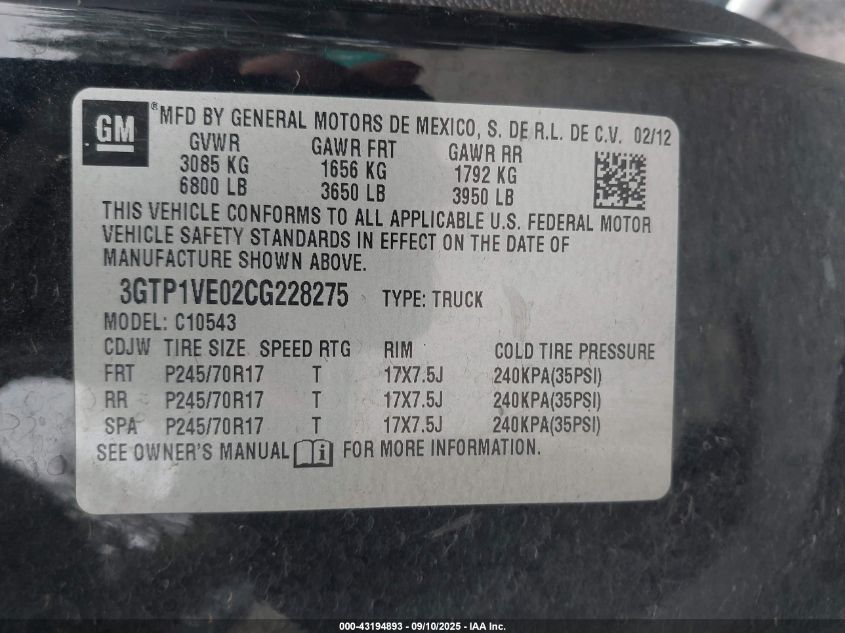 GM
® MFD BY GENERAL MOTORS DE MEXICO, S. DE R.L. DE C.V. 02/12
GVWR GAWR FRT GAWR RR
3085 KG 1656 KG 1792 KG
6800 LB 3650 LB 3950 LB
THIS VEHICLE CONFORMS TO ALL APPLICABLE U.S. FEDERAL MOTOR
VEHICLE SAFETY STANDARDS IN EFFECT ON THE DATE OF
MANUFACTURE SHOWN ABOVE.
3GTP1VE02CG228275 TYPE: TRUCK
MODEL: C10543
CDJW TIRE SIZE SPEED RTG RIM COLD TIRE PRESSURE
FRT P245/70R17 T 17X7.5J 240KPA(35PSI)
RR P245/70R17 T 17X7.5J 240KPA(35PSI)
SPA P245/70R17 T 17X7.5J 240KPA(35PSI)
SEE OWNER'S MANUAL i FOR MORE INFORMATION.
000-43194893 - 09/10/2025 - IAA Inc.